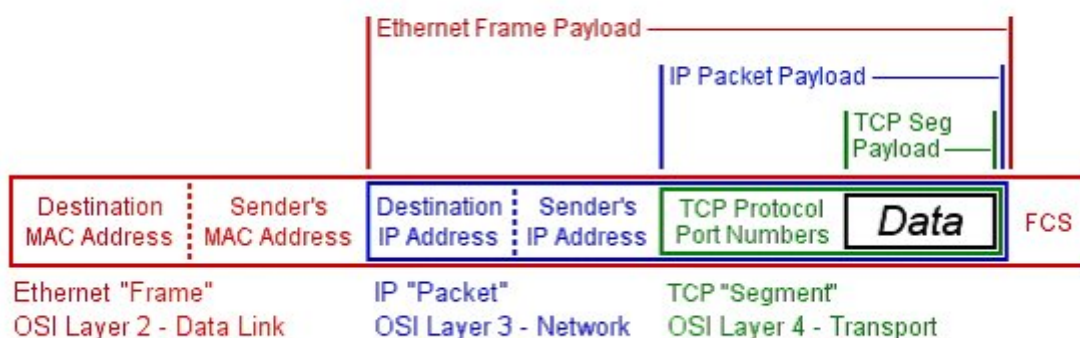 Ethernet Frame Payload
IP Packet Payload
TCP Seg
Payload
Destination
MAC Address
Sender's
MAC Address
Destination
IP Address
Sender's
IP Address
TCP Protocol
Port Numbers
Data
FCS
Ethernet "Frame"
OSI Layer 2 - Data Link
IP "Packet"
OSI Layer 3 - Network
TCP "Segment"
OSI Layer 4 - Transport